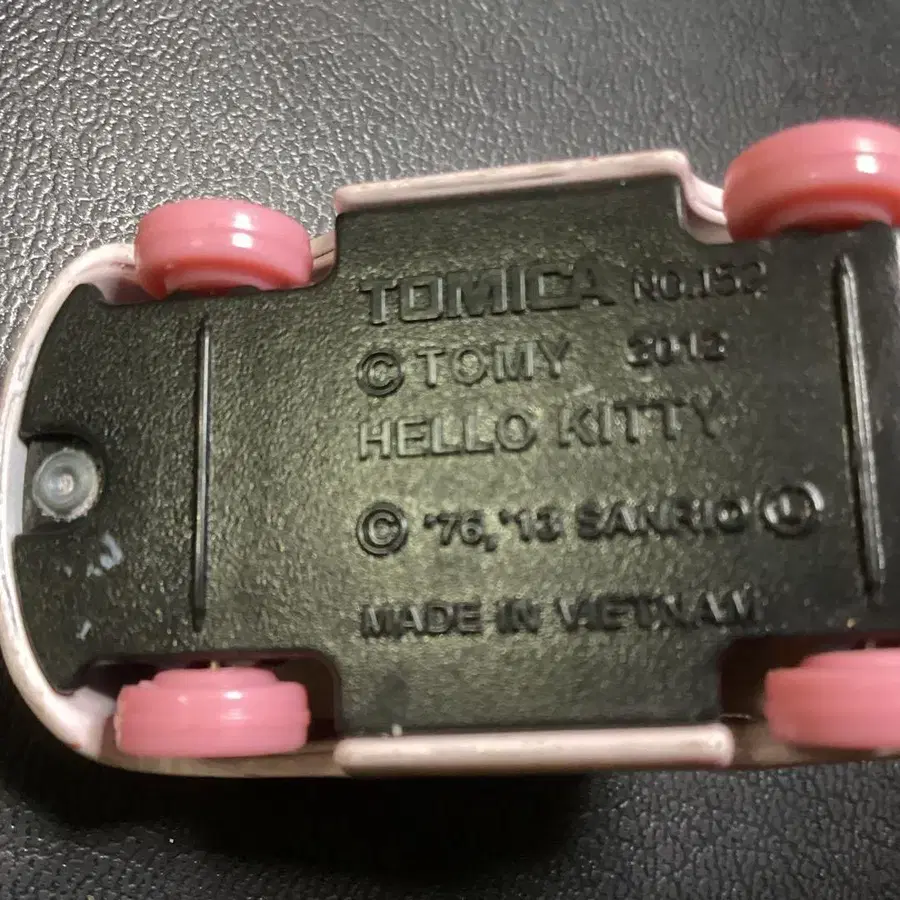 TOMICA NO.152
© TOMY 2012
HELLO KITTY
© '76, '13 SANRIO Ⓛ
MADE IN VIETNAM